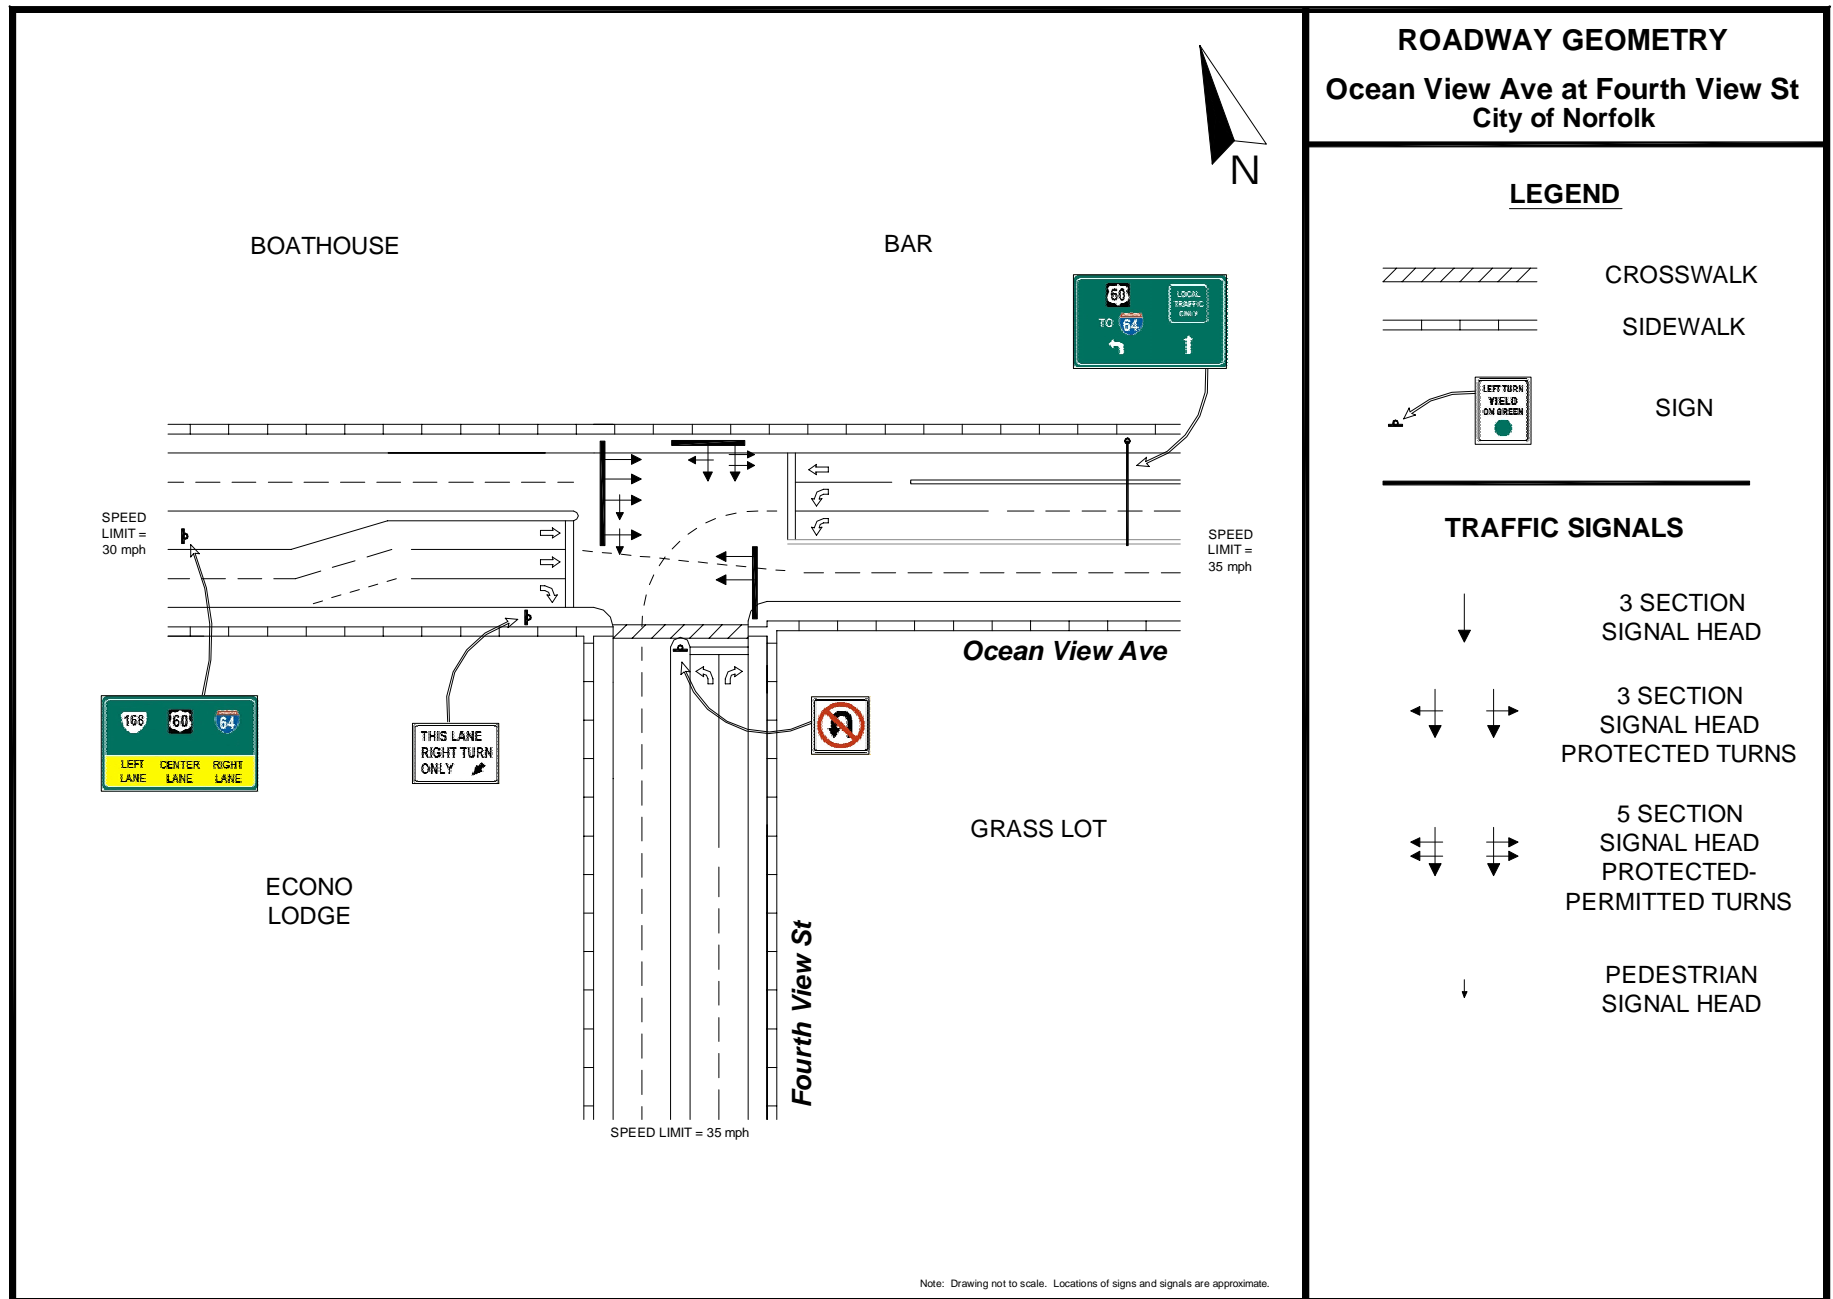 ROADWAY GEOMETRY
Ocean View Ave at Fourth View St
City of Norfolk
N
BOATHOUSE
BAR
60
LOCAL
TRAFFIC
ONLY
TO 64
SPEED
LIMIT =
30 mph
SPEED
LIMIT =
35 mph
Ocean View Ave
168 60 64
LEFT LANE
CENTER LANE
RIGHT LANE
THIS LANE
RIGHT TURN
ONLY
GRASS LOT
ECONO
LODGE
Fourth View St
SPEED LIMIT = 35 mph
Note: Drawing not to scale. Locations of signs and signals are approximate.
LEGEND
CROSSWALK
SIDEWALK
LEFT TURN
YIELD
ON GREEN
SIGN
TRAFFIC SIGNALS
3 SECTION
SIGNAL HEAD
3 SECTION
SIGNAL HEAD
PROTECTED TURNS
5 SECTION
SIGNAL HEAD
PROTECTED-
PERMITTED TURNS
PEDESTRIAN
SIGNAL HEAD